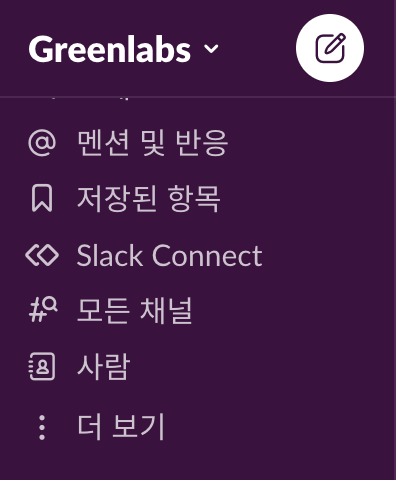 Greenlabs
멘션 및 반응
저장된 항목
Slack Connect
모든 채널
사람
더 보기